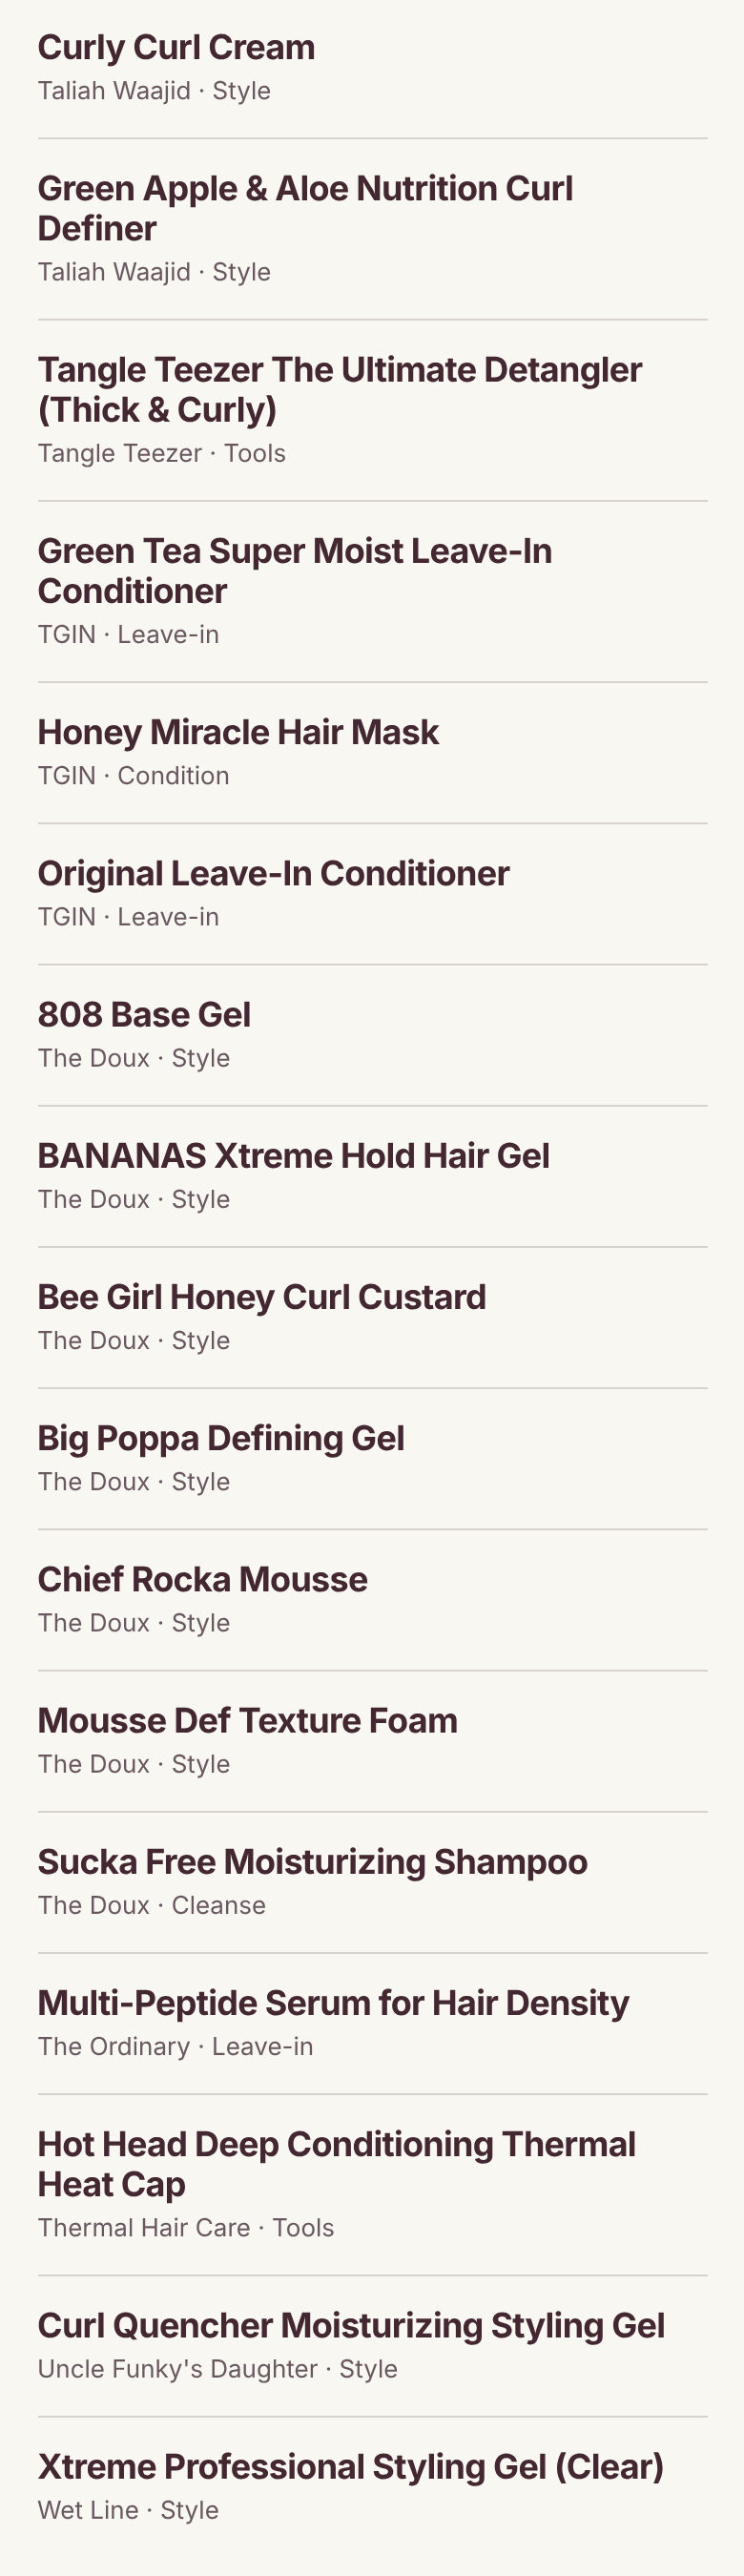 Curly Curl Cream
Taliah Waajid · Style
Green Apple & Aloe Nutrition Curl
Definer
Taliah Waajid · Style
Tangle Teezer The Ultimate Detangler
(Thick & Curly)
Tangle Teezer · Tools
Green Tea Super Moist Leave-In
Conditioner
TGIN · Leave-in
Honey Miracle Hair Mask
TGIN · Condition
Original Leave-In Conditioner
TGIN · Leave-in
808 Base Gel
The Doux · Style
BANANAS Xtreme Hold Hair Gel
The Doux · Style
Bee Girl Honey Curl Custard
The Doux · Style
Big Poppa Defining Gel
The Doux · Style
Chief Rocka Mousse
The Doux · Style
Mousse Def Texture Foam
The Doux · Style
Sucka Free Moisturizing Shampoo
The Doux · Cleanse
Multi-Peptide Serum for Hair Density
The Ordinary · Leave-in
Hot Head Deep Conditioning Thermal
Heat Cap
Thermal Hair Care · Tools
Curl Quencher Moisturizing Styling Gel
Uncle Funky's Daughter · Style
Xtreme Professional Styling Gel (Clear)
Wet Line · Style